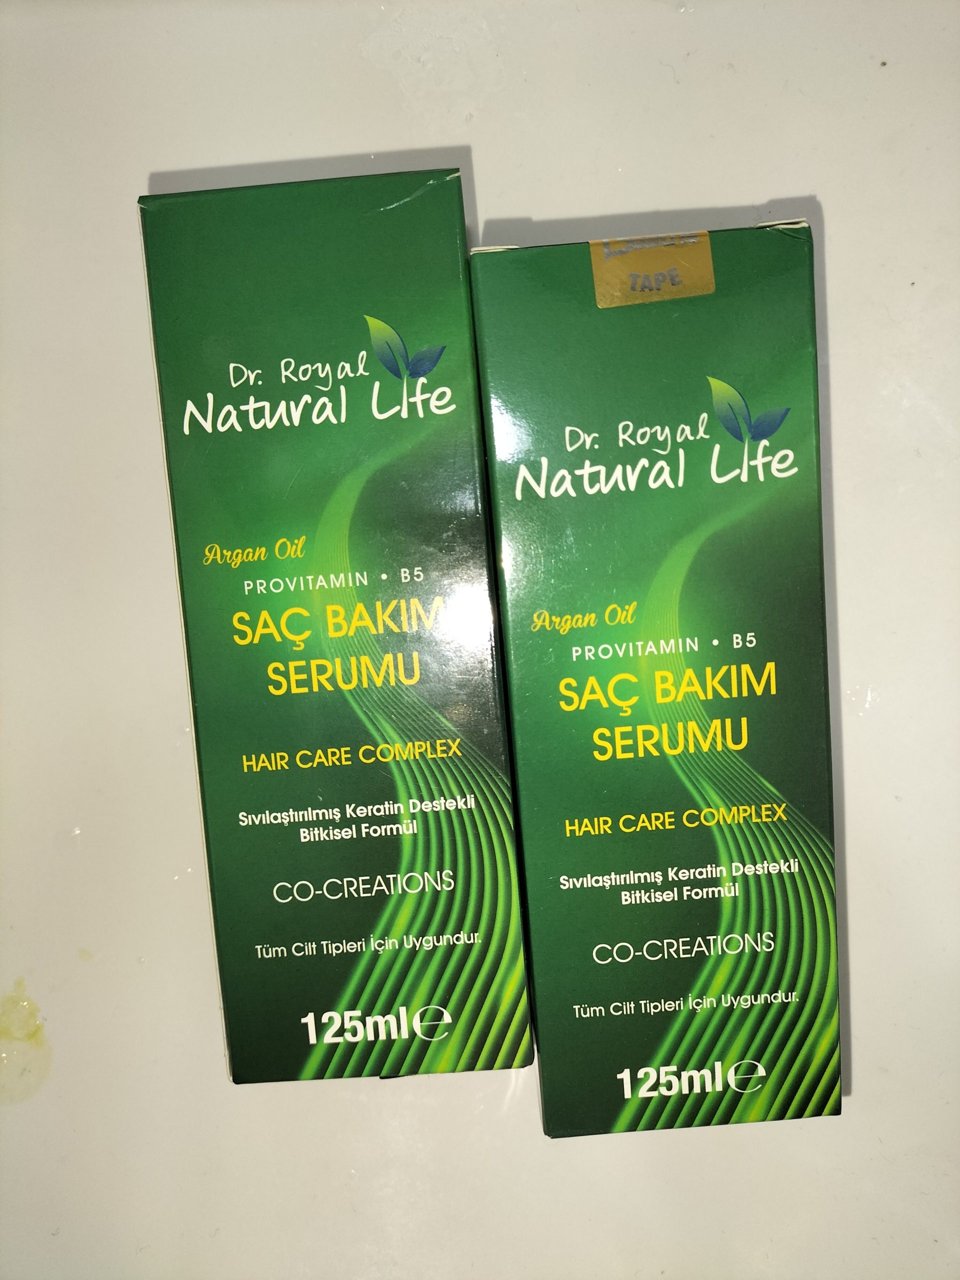 Dr. Royal
Natural Life
Argan Oil
PROVITAMIN • B5
SAÇ BAKIM
SERUMU
HAIR CARE COMPLEX
Sıvılaştırılmış Keratin Destekli
Bitkisel Formül
CO-CREATIONS
Tüm Cilt Tipleri İçin Uygundur.
125ml℮
TAPE
Dr. Royal
Natural Life
Argan Oil
PROVITAMIN • B5
SAÇ BAKIM
SERUMU
HAIR CARE COMPLEX
Sıvılaştırılmış Keratin Destekli
Bitkisel Formül
CO-CREATIONS
Tüm Cilt Tipleri İçin Uygundur.
125ml℮